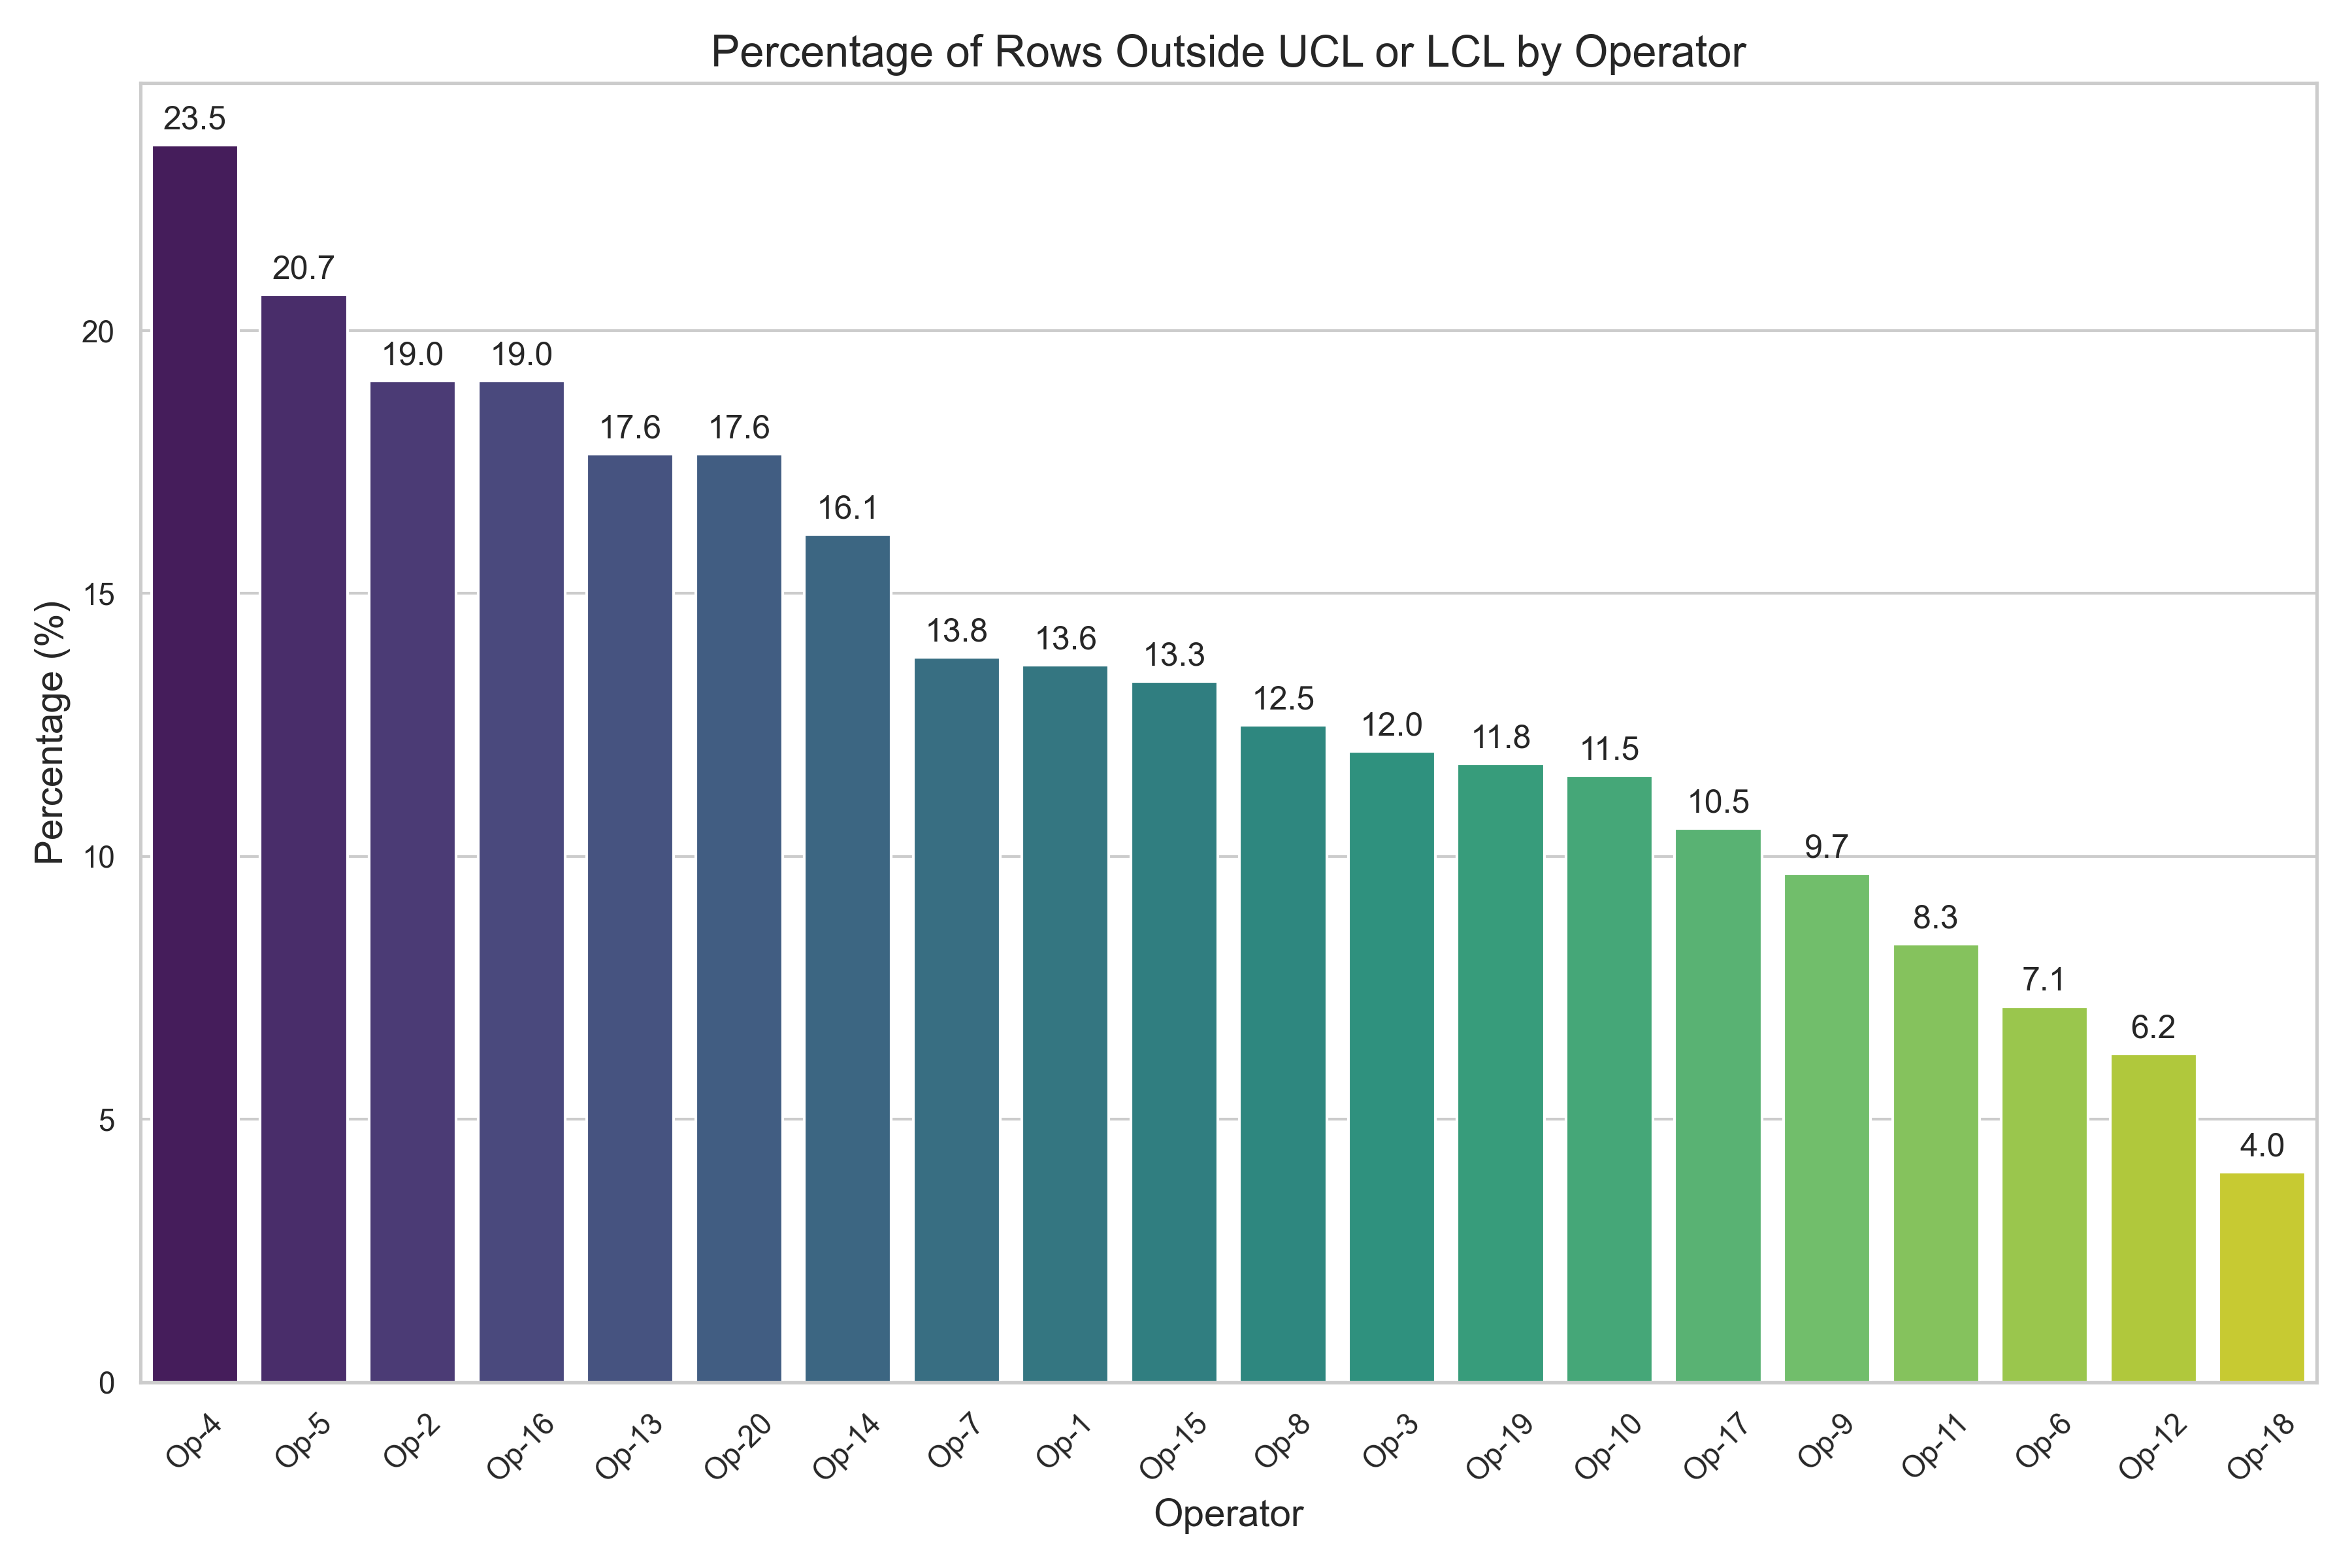 Percentage of Rows Outside UCL or LCL by Operator
Percentage (%)
20
15
10
5
0
23.5
20.7
19.0
19.0
17.6
17.6
16.1
13.8
13.6
13.3
12.5
12.0
11.8
11.5
10.5
9.7
8.3
7.1
6.2
4.0
Op-4
Op-5
Op-2
Op-16
Op-13
Op-20
Op-14
Op-7
Op-1
Op-15
Op-8
Op-3
Op-19
Op-10
Op-17
Op-9
Op-11
Op-6
Op-12
Op-18
Operator